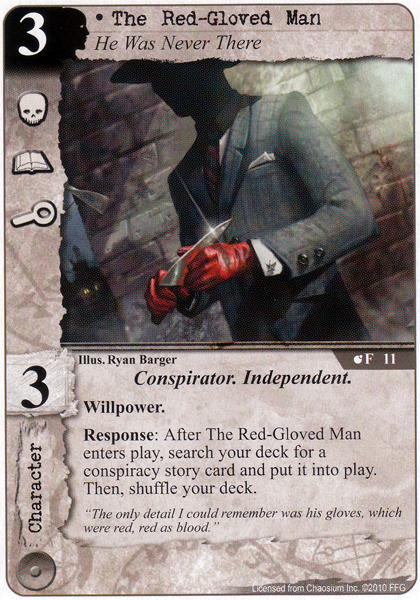 3
• The Red-Gloved Man
He Was Never There
Illus. Ryan Barger
F 11
3
Conspirator. Independent.
Willpower.
Response: After The Red-Gloved Man
enters play, search your deck for a
conspiracy story card and put it into play.
Then, shuffle your deck.
"The only detail I could remember was his gloves, which
were red, red as blood."
Character
Licensed from Chaosium Inc. ©2010 FFG